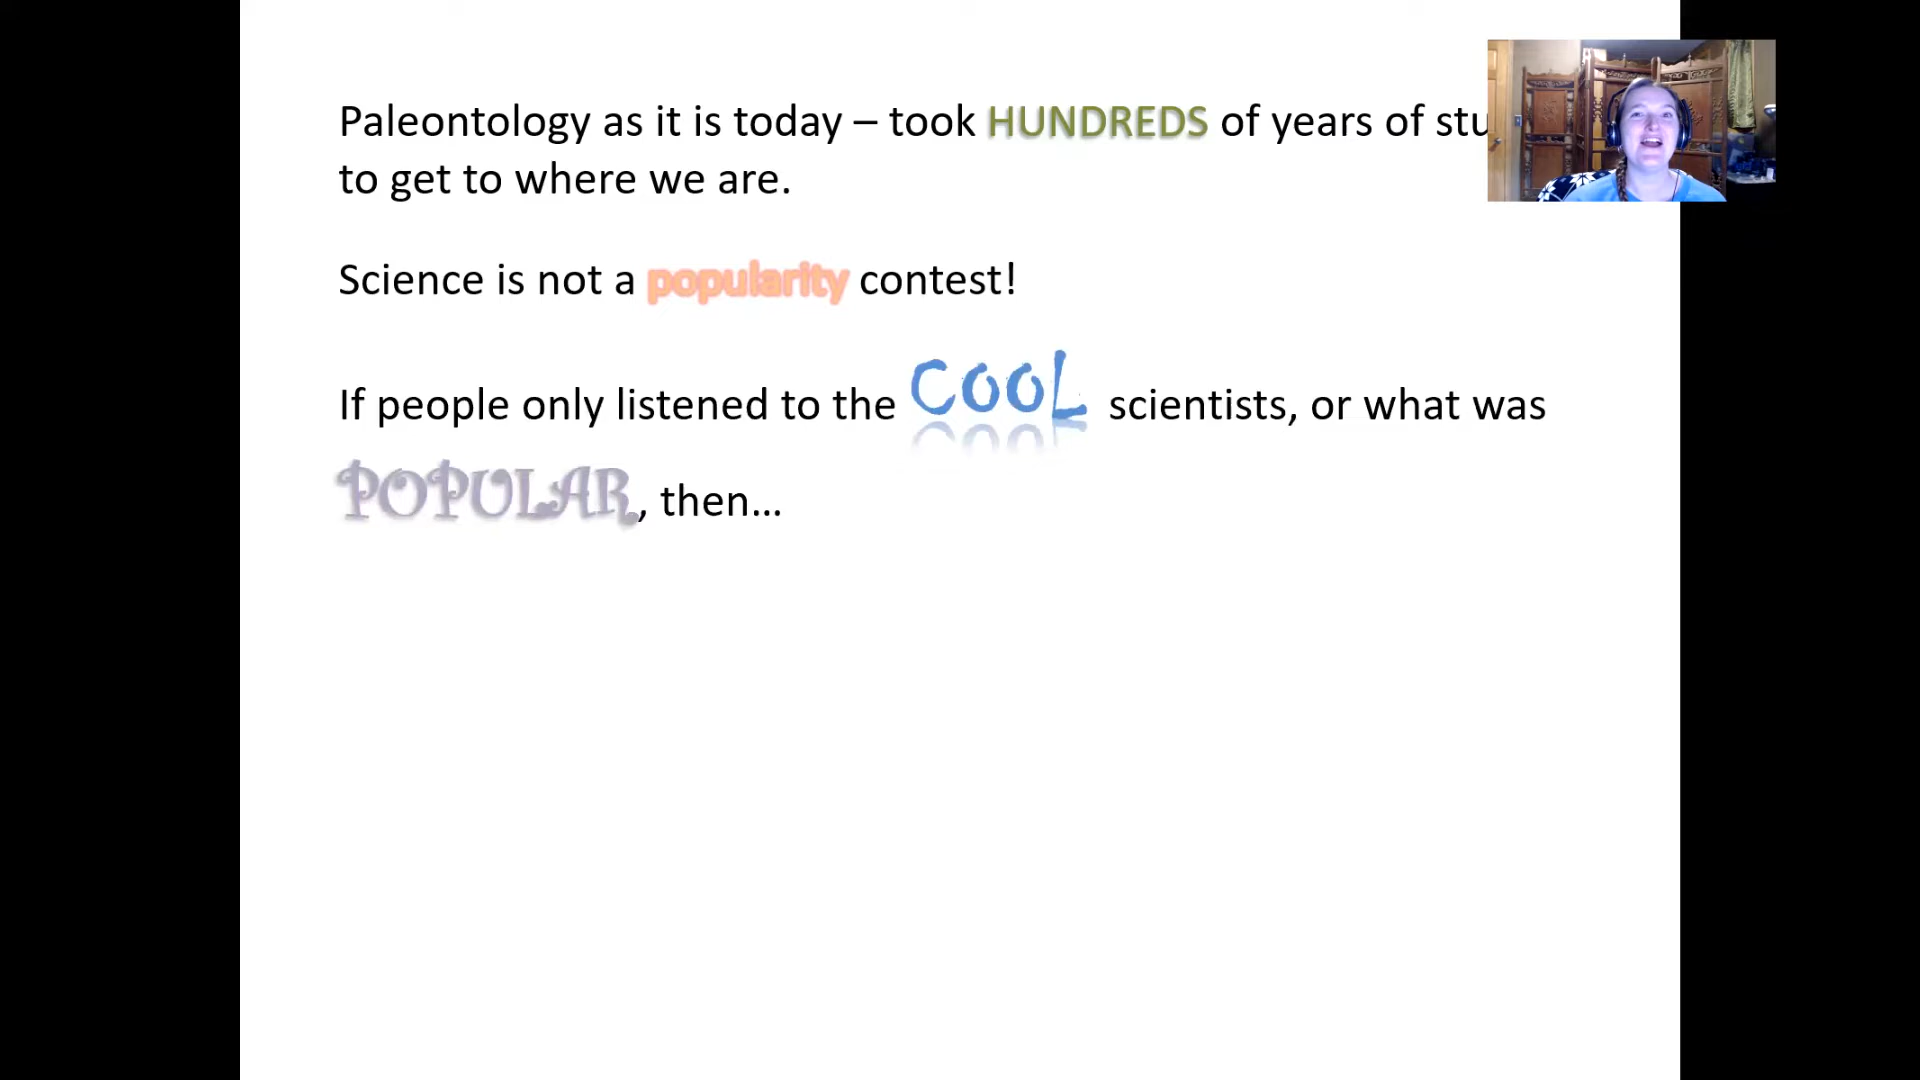 Paleontology as it is today – took HUNDREDS of years of
to get to where we are.
Science is not a popularity contest!
If people only listened to the COOL scientists, or what was
POPULAR, then…